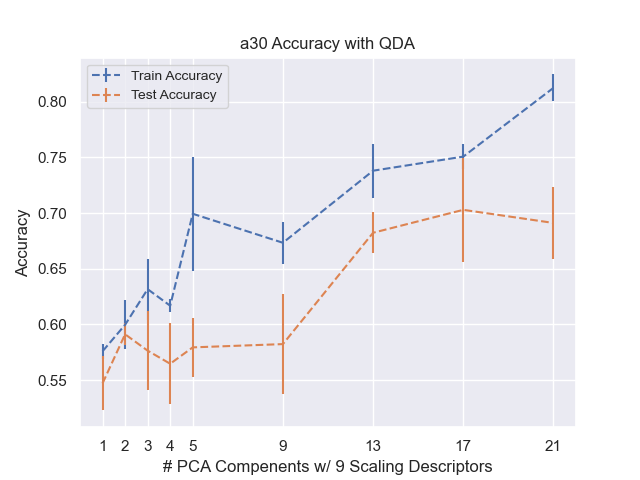 a30 Accuracy with QDA
Train Accuracy
Test Accuracy
0.80
0.75
0.70
0.65
0.60
0.55
Accuracy
1 2 3 4 5 9 13 17 21
# PCA Compenents w/ 9 Scaling Descriptors